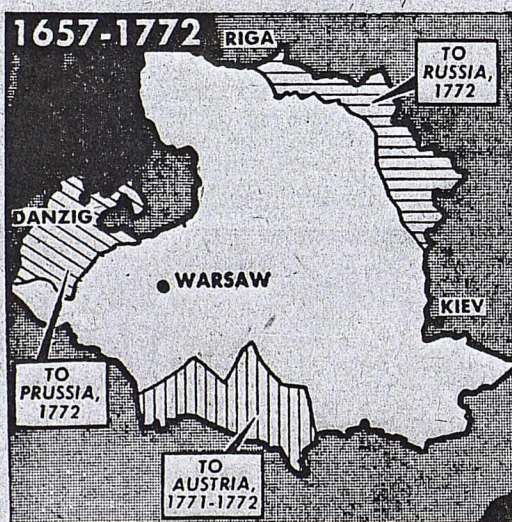 1657-1772
RIGA
TO
RUSSIA,
1772
DANZIG
WARSAW
KIEV
TO
PRUSSIA,
1772
TO
AUSTRIA,
1771-1772